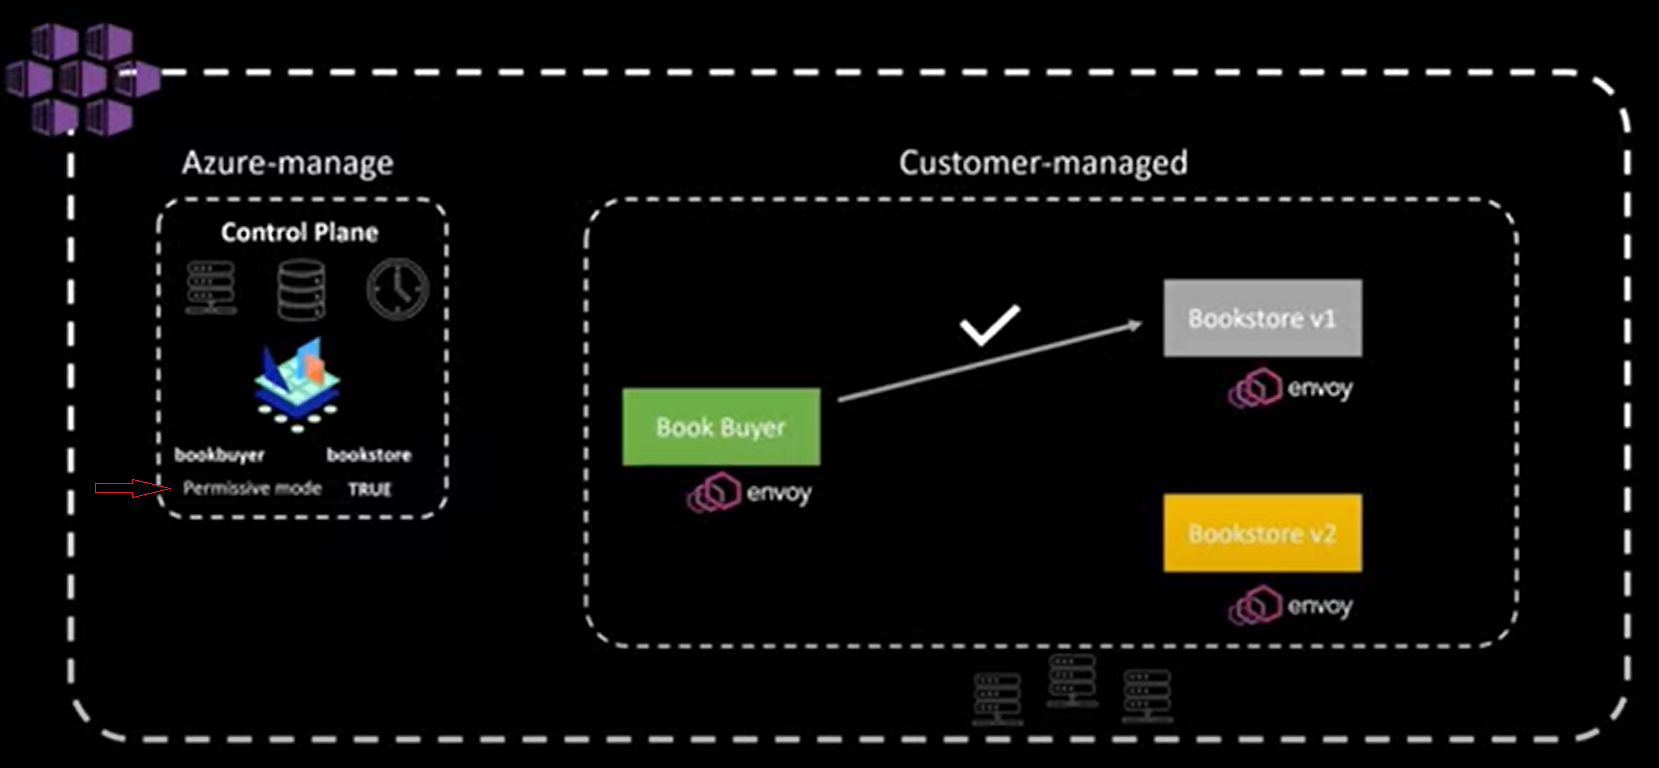 Azure-manage
Customer-managed
Control Plane
bookbuyer bookstore
Permissive mode TRUE
Book Buyer
envoy
Bookstore v1
envoy
Bookstore v2
envoy